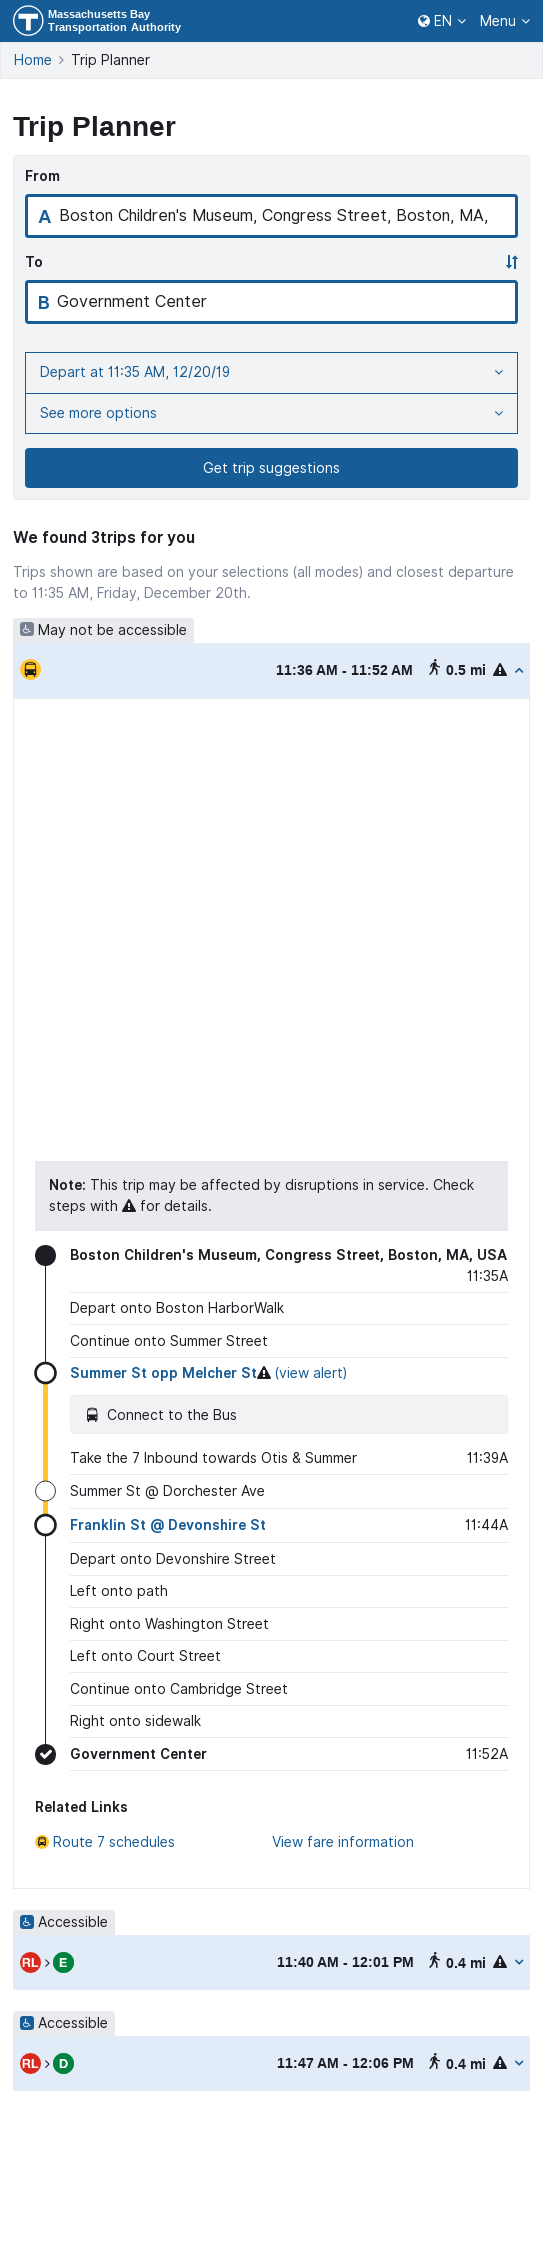 Massachusetts Bay
Transportation Authority
EN
Menu
Home > Trip Planner
Trip Planner
From
A Boston Children's Museum, Congress Street, Boston, MA,
To
B Government Center
Depart at 11:35 AM, 12/20/19
See more options
Get trip suggestions
We found 3trips for you
Trips shown are based on your selections (all modes) and closest departure
to 11:35 AM, Friday, December 20th.
May not be accessible
11:36 AM - 11:52 AM 0.5 mi
Note: This trip may be affected by disruptions in service. Check
steps with for details.
Boston Children's Museum, Congress Street, Boston, MA, USA
11:35A
Depart onto Boston HarborWalk
Continue onto Summer Street
Summer St opp Melcher St (view alert)
Connect to the Bus
Take the 7 Inbound towards Otis & Summer 11:39A
Summer St @ Dorchester Ave
Franklin St @ Devonshire St 11:44A
Depart onto Devonshire Street
Left onto path
Right onto Washington Street
Left onto Court Street
Continue onto Cambridge Street
Right onto sidewalk
Government Center 11:52A
Related Links
Route 7 schedules View fare information
Accessible
RL > E 11:40 AM - 12:01 PM 0.4 mi
Accessible
RL > D 11:47 AM - 12:06 PM 0.4 mi